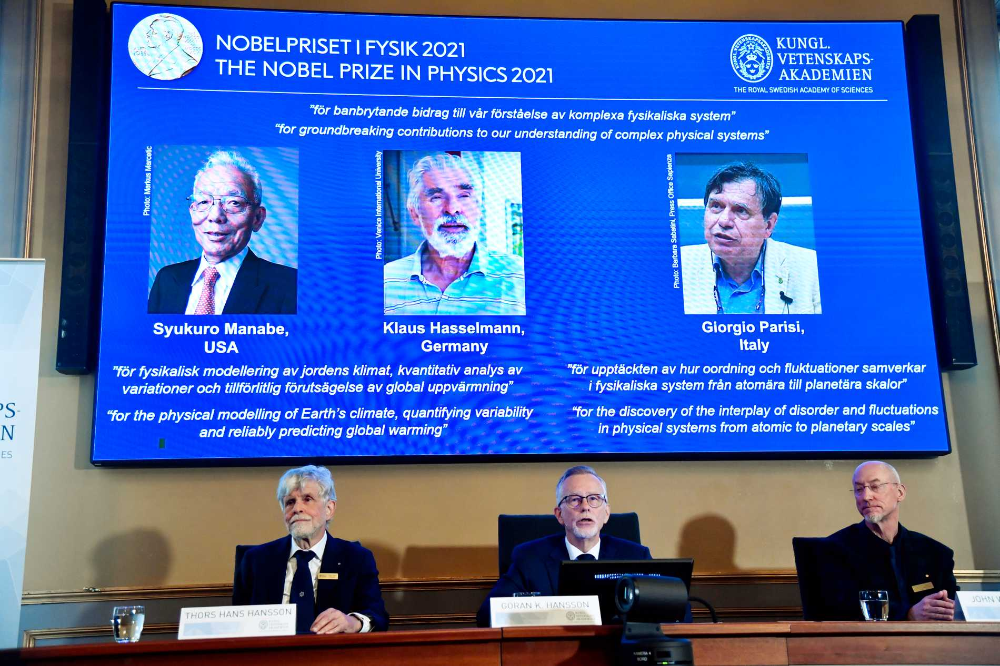 NOBELPRISET I FYSIK 2021
THE NOBEL PRIZE IN PHYSICS 2021
KUNGL.
VETENSKAPS-
AKADEMIEN
THE ROYAL SWEDISH ACADEMY OF SCIENCES
”för banbrytande bidrag till vår förståelse av komplexa fysikaliska system”
“for groundbreaking contributions to our understanding of complex physical systems”
Photo: Markus Marcetic
Photo: Venice International University
Photo: Barbara Sabatini, Press Office Sapienza
Syukuro Manabe,
USA
Klaus Hasselmann,
Germany
Giorgio Parisi,
Italy
”för fysikalisk modellering av jordens klimat, kvantitativ analys av
variationer och tillförlitlig förutsägelse av global uppvärmning”
“for the physical modelling of Earth’s climate, quantifying variability
and reliably predicting global warming”
”för upptäckten av hur oordning och fluktuationer samverkar
i fysikaliska system från atomära till planetära skalor”
“for the discovery of the interplay of disorder and fluctuations
in physical systems from atomic to planetary scales”
PS-
N
ES
THORS HANS HANSSON
GÖRAN K. HANSSON
KUNGL.
VETENSKAPS-
AKADEMIEN
JOHN W
KAMERA 4
BORD